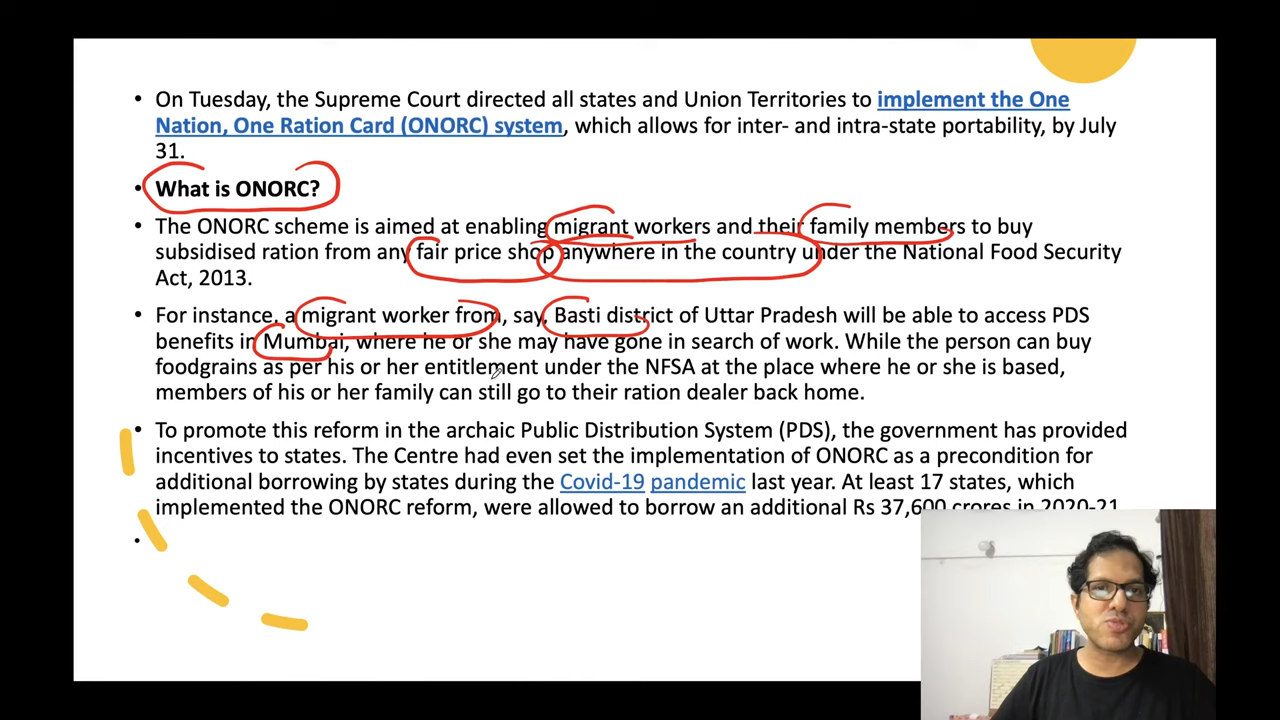 • On Tuesday, the Supreme Court directed all states and Union Territories to implement the One
Nation, One Ration Card (ONORC) system, which allows for inter- and intra-state portability, by July
31.
• What is ONORC?
• The ONORC scheme is aimed at enabling migrant workers and their family members to buy
subsidised ration from any fair price shop anywhere in the country under the National Food Security
Act, 2013.
• For instance, a migrant worker from, say, Basti district of Uttar Pradesh will be able to access PDS
benefits in Mumbai, where he or she may have gone in search of work. While the person can buy
foodgrains as per his or her entitlement under the NFSA at the place where he or she is based,
members of his or her family can still go to their ration dealer back home.
• To promote this reform in the archaic Public Distribution System (PDS), the government has provided
incentives to states. The Centre had even set the implementation of ONORC as a precondition for
additional borrowing by states during the Covid-19 pandemic last year. At least 17 states, which
implemented the ONORC reform, were allowed to borrow an additional Rs 37,600 crores in 2020-21
•